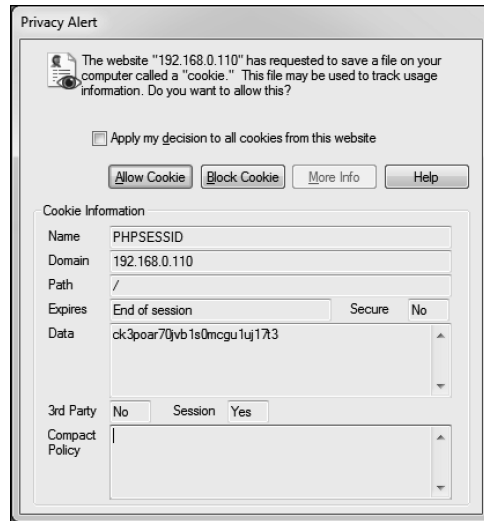 Privacy Alert
The website "192.168.0.110" has requested to save a file on your
computer called a "cookie." This file may be used to track usage
information. Do you want to allow this?
Apply my decision to all cookies from this website
Allow Cookie Block Cookie More Info Help
Cookie Information
Name PHPSESSID
Domain 192.168.0.110
Path /
Expires End of session Secure No
Data ck3poar70jvb1s0mcgu1uj17t3
3rd Party No Session Yes
Compact
Policy